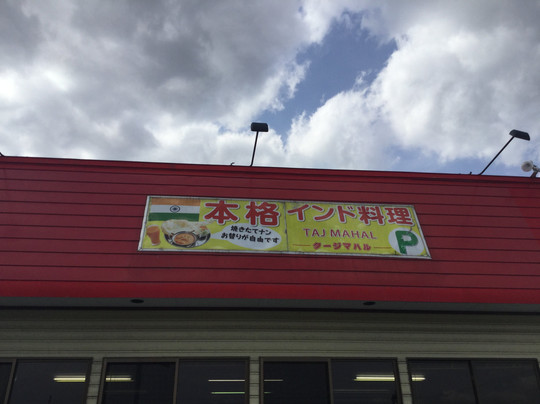 本格インド料理
焼きたてナン
お替りが自由です
TAJ MAHAL
タージマハル
P